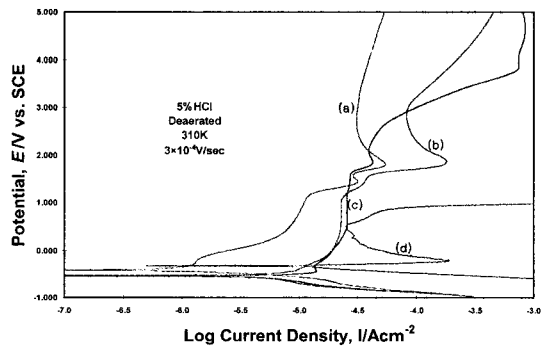 5.000
4.000
3.000
2.000
1.000
0.000
-1.000
Potential, E/V vs. SCE
5% HCl
Deaerated
310K
3×10⁻⁴V/sec
(a)
(b)
(c)
(d)
-7.0 -6.5 -6.0 -5.5 -5.0 -4.5 -4.0 -3.5 -3.0
Log Current Density, I/Acm⁻²